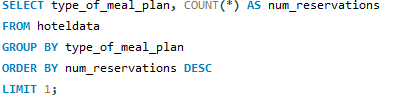 SELECT type_of_meal_plan, COUNT(*) AS num_reservations
FROM hoteldata
GROUP BY type_of_meal_plan
ORDER BY num_reservations DESC
LIMIT 1;